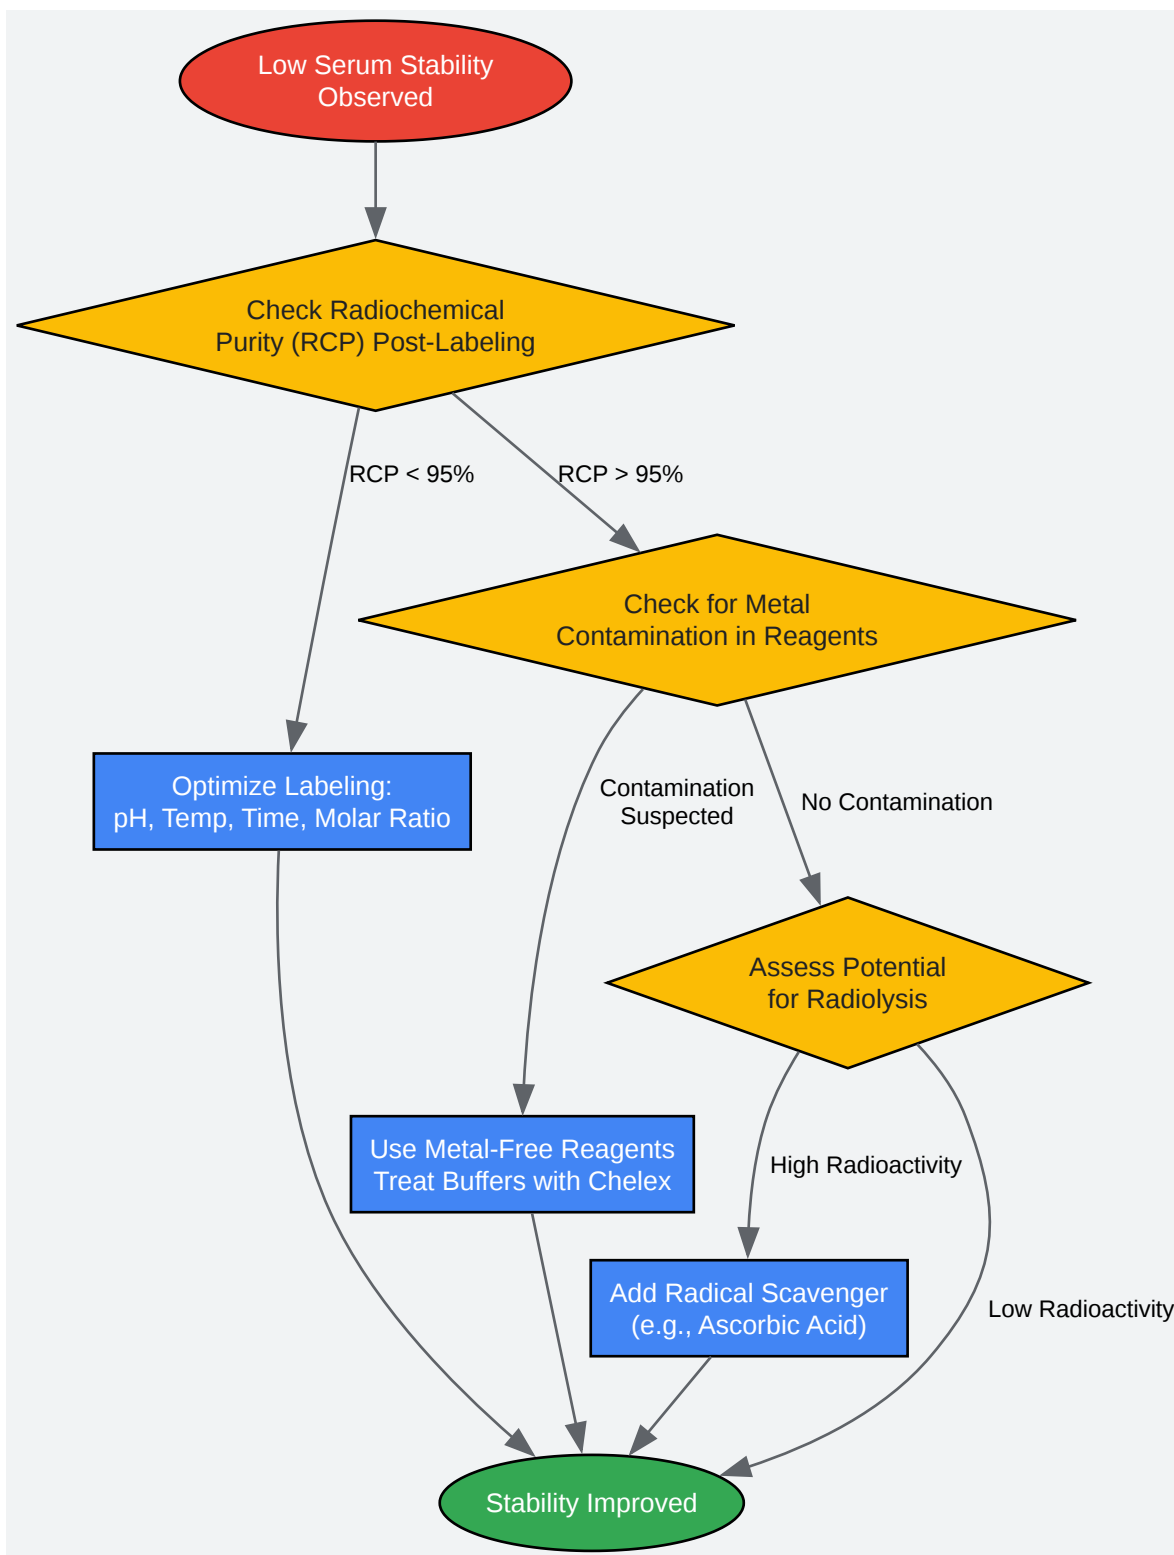 Low Serum Stability
Observed
Check Radiochemical
Purity (RCP) Post-Labeling
RCP < 95%
RCP > 95%
Check for Metal
Contamination in Reagents
Optimize Labeling:
pH, Temp, Time, Molar Ratio
Contamination
Suspected
No Contamination
Assess Potential
for Radiolysis
Use Metal-Free Reagents
Treat Buffers with Chelex
High Radioactivity
Add Radical Scavenger
(e.g., Ascorbic Acid)
Low Radioactivity
Stability Improved